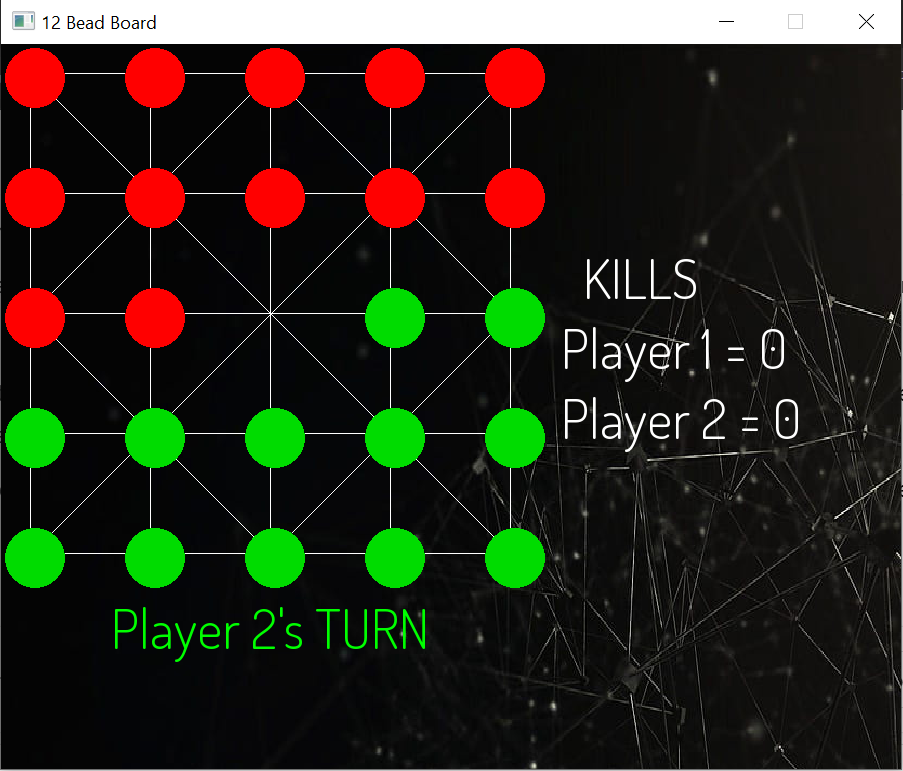 12 Bead Board
KILLS
Player 1 = 0
Player 2 = 0
Player 2's TURN